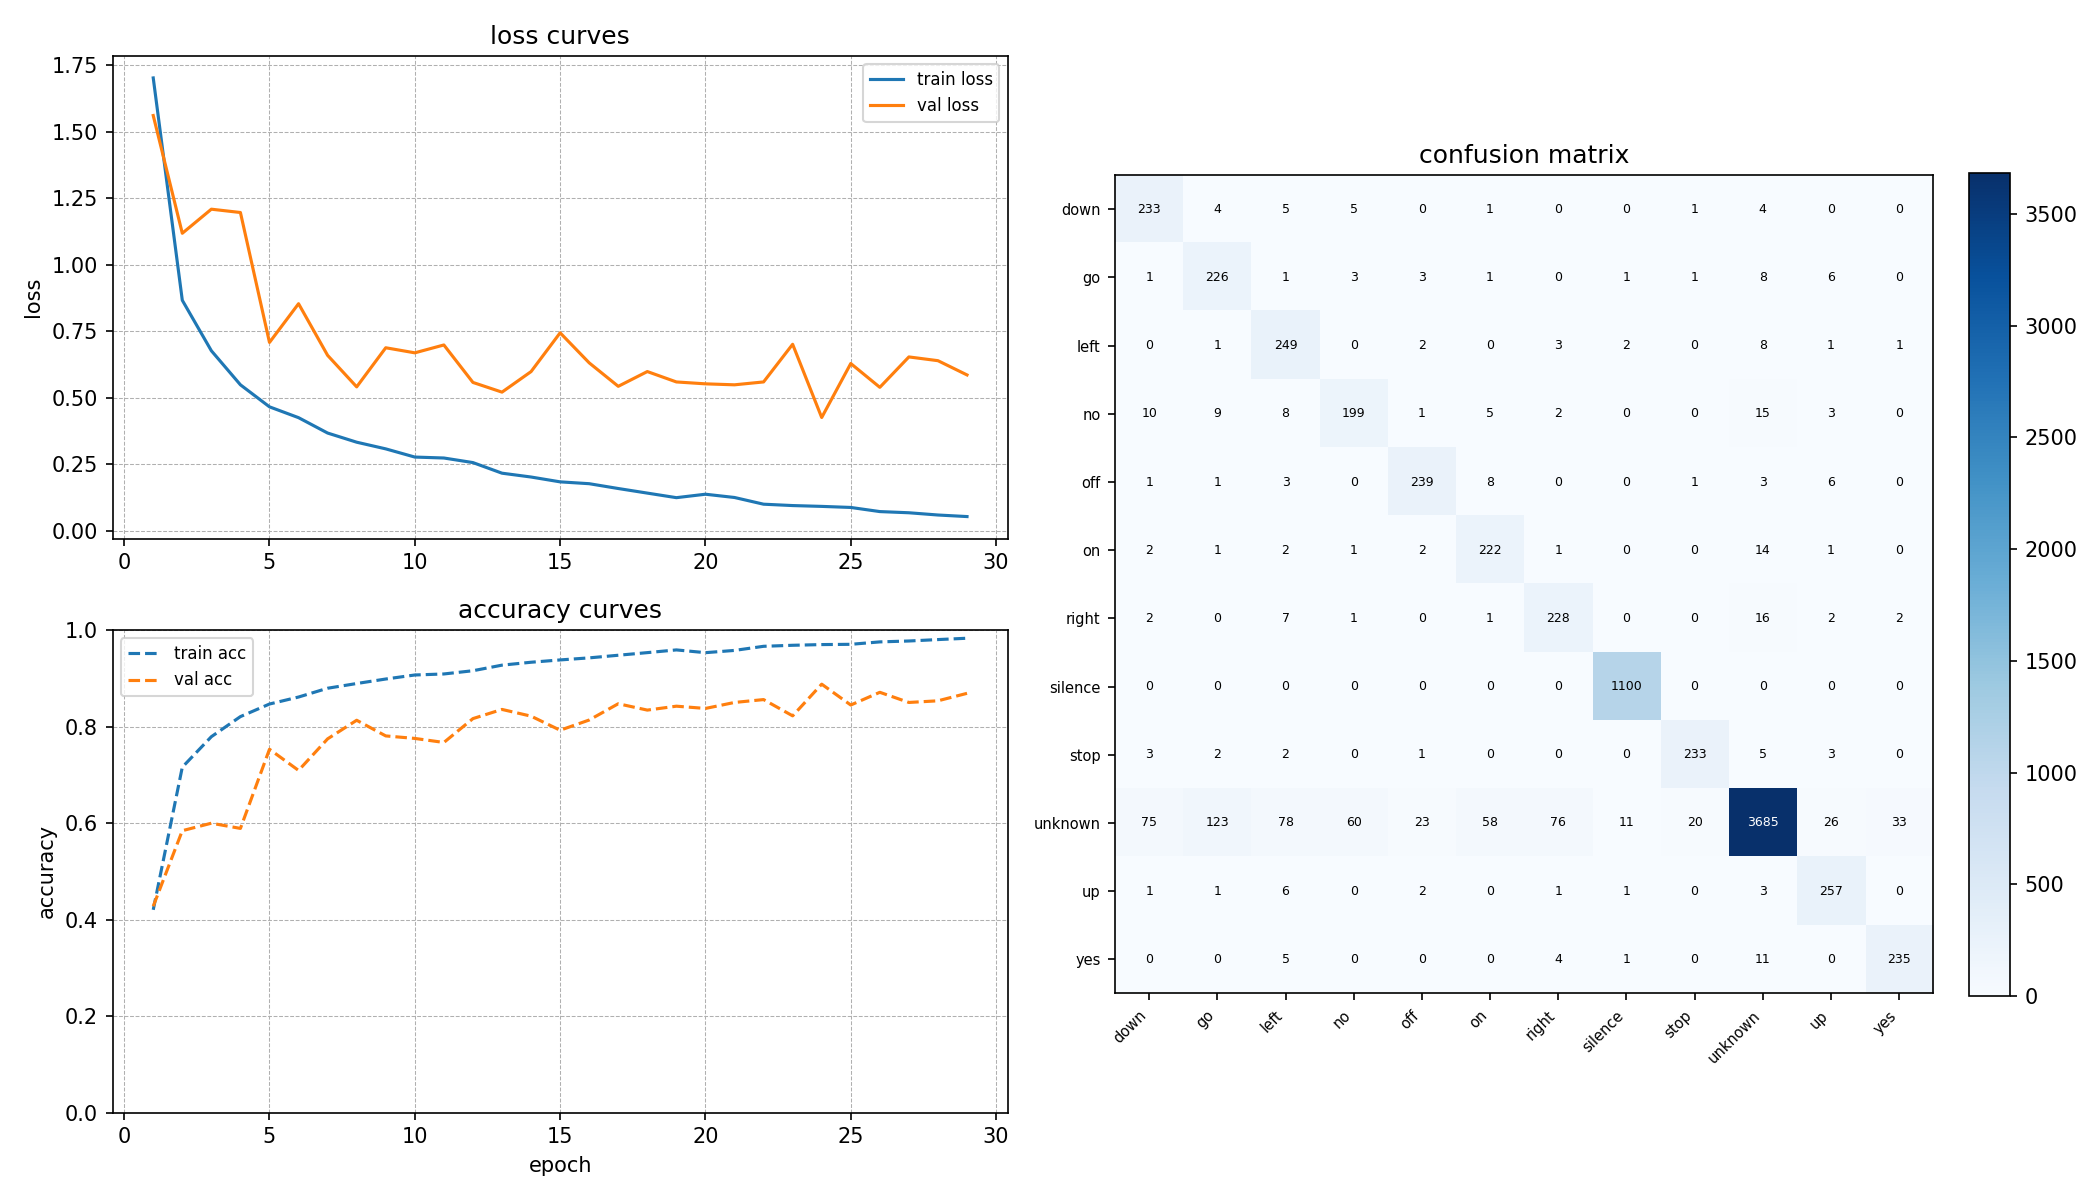 loss curves
1.75
1.50
1.25
1.00
0.75
0.50
0.25
0.00
loss
train loss
val loss
0 5 10 15 20 25 30
accuracy curves
1.0
0.8
0.6
0.4
0.2
0.0
accuracy
train acc
val acc
0 5 10 15 20 25 30
epoch
confusion matrix
down 233 4 5 5 0 1 0 0 1 4 0 0
go 1 226 1 3 3 1 0 1 1 8 6 0
left 0 1 249 0 2 0 3 2 0 8 1 1
no 10 9 8 199 1 5 2 0 0 15 3 0
off 1 1 3 0 239 8 0 0 1 3 6 0
on 2 1 2 1 2 222 1 0 0 14 1 0
right 2 0 7 1 0 1 228 0 0 16 2 2
silence 0 0 0 0 0 0 0 1100 0 0 0 0
stop 3 2 2 0 1 0 0 0 233 5 3 0
unknown 75 123 78 60 23 58 76 11 20 3685 26 33
up 1 1 6 0 2 0 1 1 0 3 257 0
yes 0 0 5 0 0 0 4 1 0 11 0 235
down go left no off on right silence stop unknown up yes
3500
3000
2500
2000
1500
1000
500
0